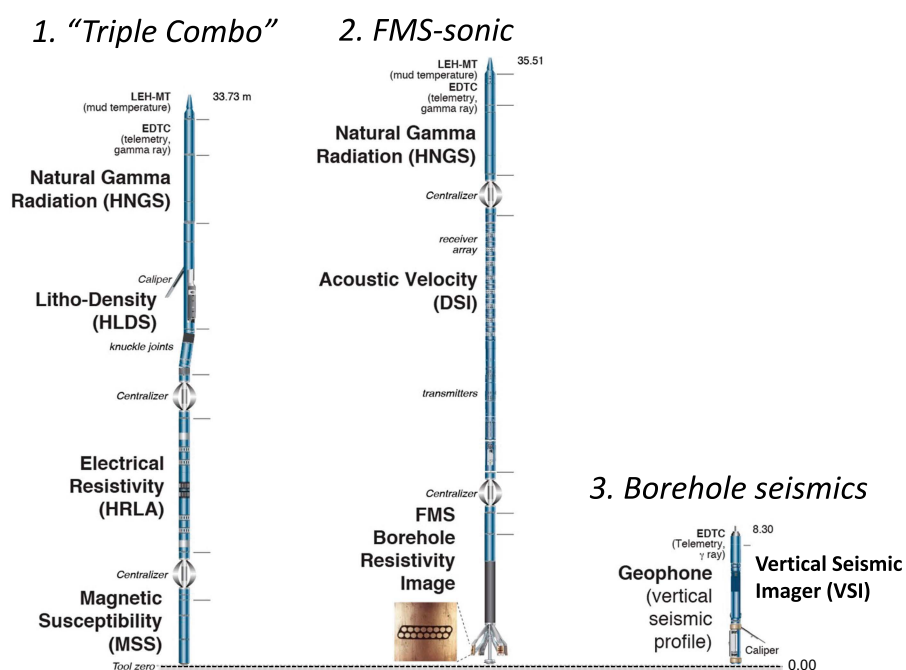 1. “Triple Combo”
LEH-MT
(mud temperature)
33.73 m
EDTC
(telemetry,
gamma ray)
Natural Gamma
Radiation (HNGS)
Caliper
Litho-Density
(HLDS)
knuckle joints
Centralizer
Electrical
Resistivity
(HRLA)
Centralizer
Magnetic
Susceptibility
(MSS)
Tool zero
2. FMS-sonic
LEH-MT
(mud temperature)
35.51
EDTC
(telemetry,
gamma ray)
Natural Gamma
Radiation (HNGS)
Centralizer
receiver
array
Acoustic Velocity
(DSI)
transmitters
Centralizer
FMS
Borehole
Resistivity
Image
3. Borehole seismics
EDTC
(Telemetry,
γ ray)
8.30
Geophone
(vertical
seismic
profile)
Vertical Seismic
Imager (VSI)
Caliper
0.00